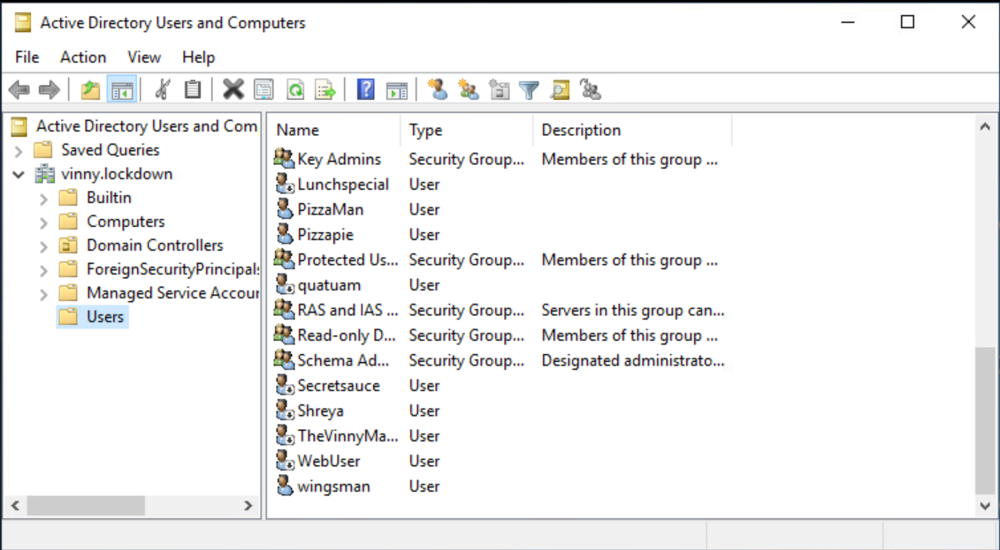 Active Directory Users and Computers
File Action View Help
Active Directory Users and Com
Saved Queries
vinny.lockdown
Builtin
Computers
Domain Controllers
ForeignSecurityPrincipals
Managed Service Accour
Users
Name Type Description
Key Admins Security Group... Members of this group ...
Lunchspecial User
PizzaMan User
Pizzapie User
Protected Us... Security Group... Members of this group ...
quatuam User
RAS and IAS ... Security Group... Servers in this group can...
Read-only D... Security Group... Members of this group ...
Schema Ad... Security Group... Designated administrato...
Secretsauce User
Shreya User
TheVinnyMa... User
WebUser User
wingsman User